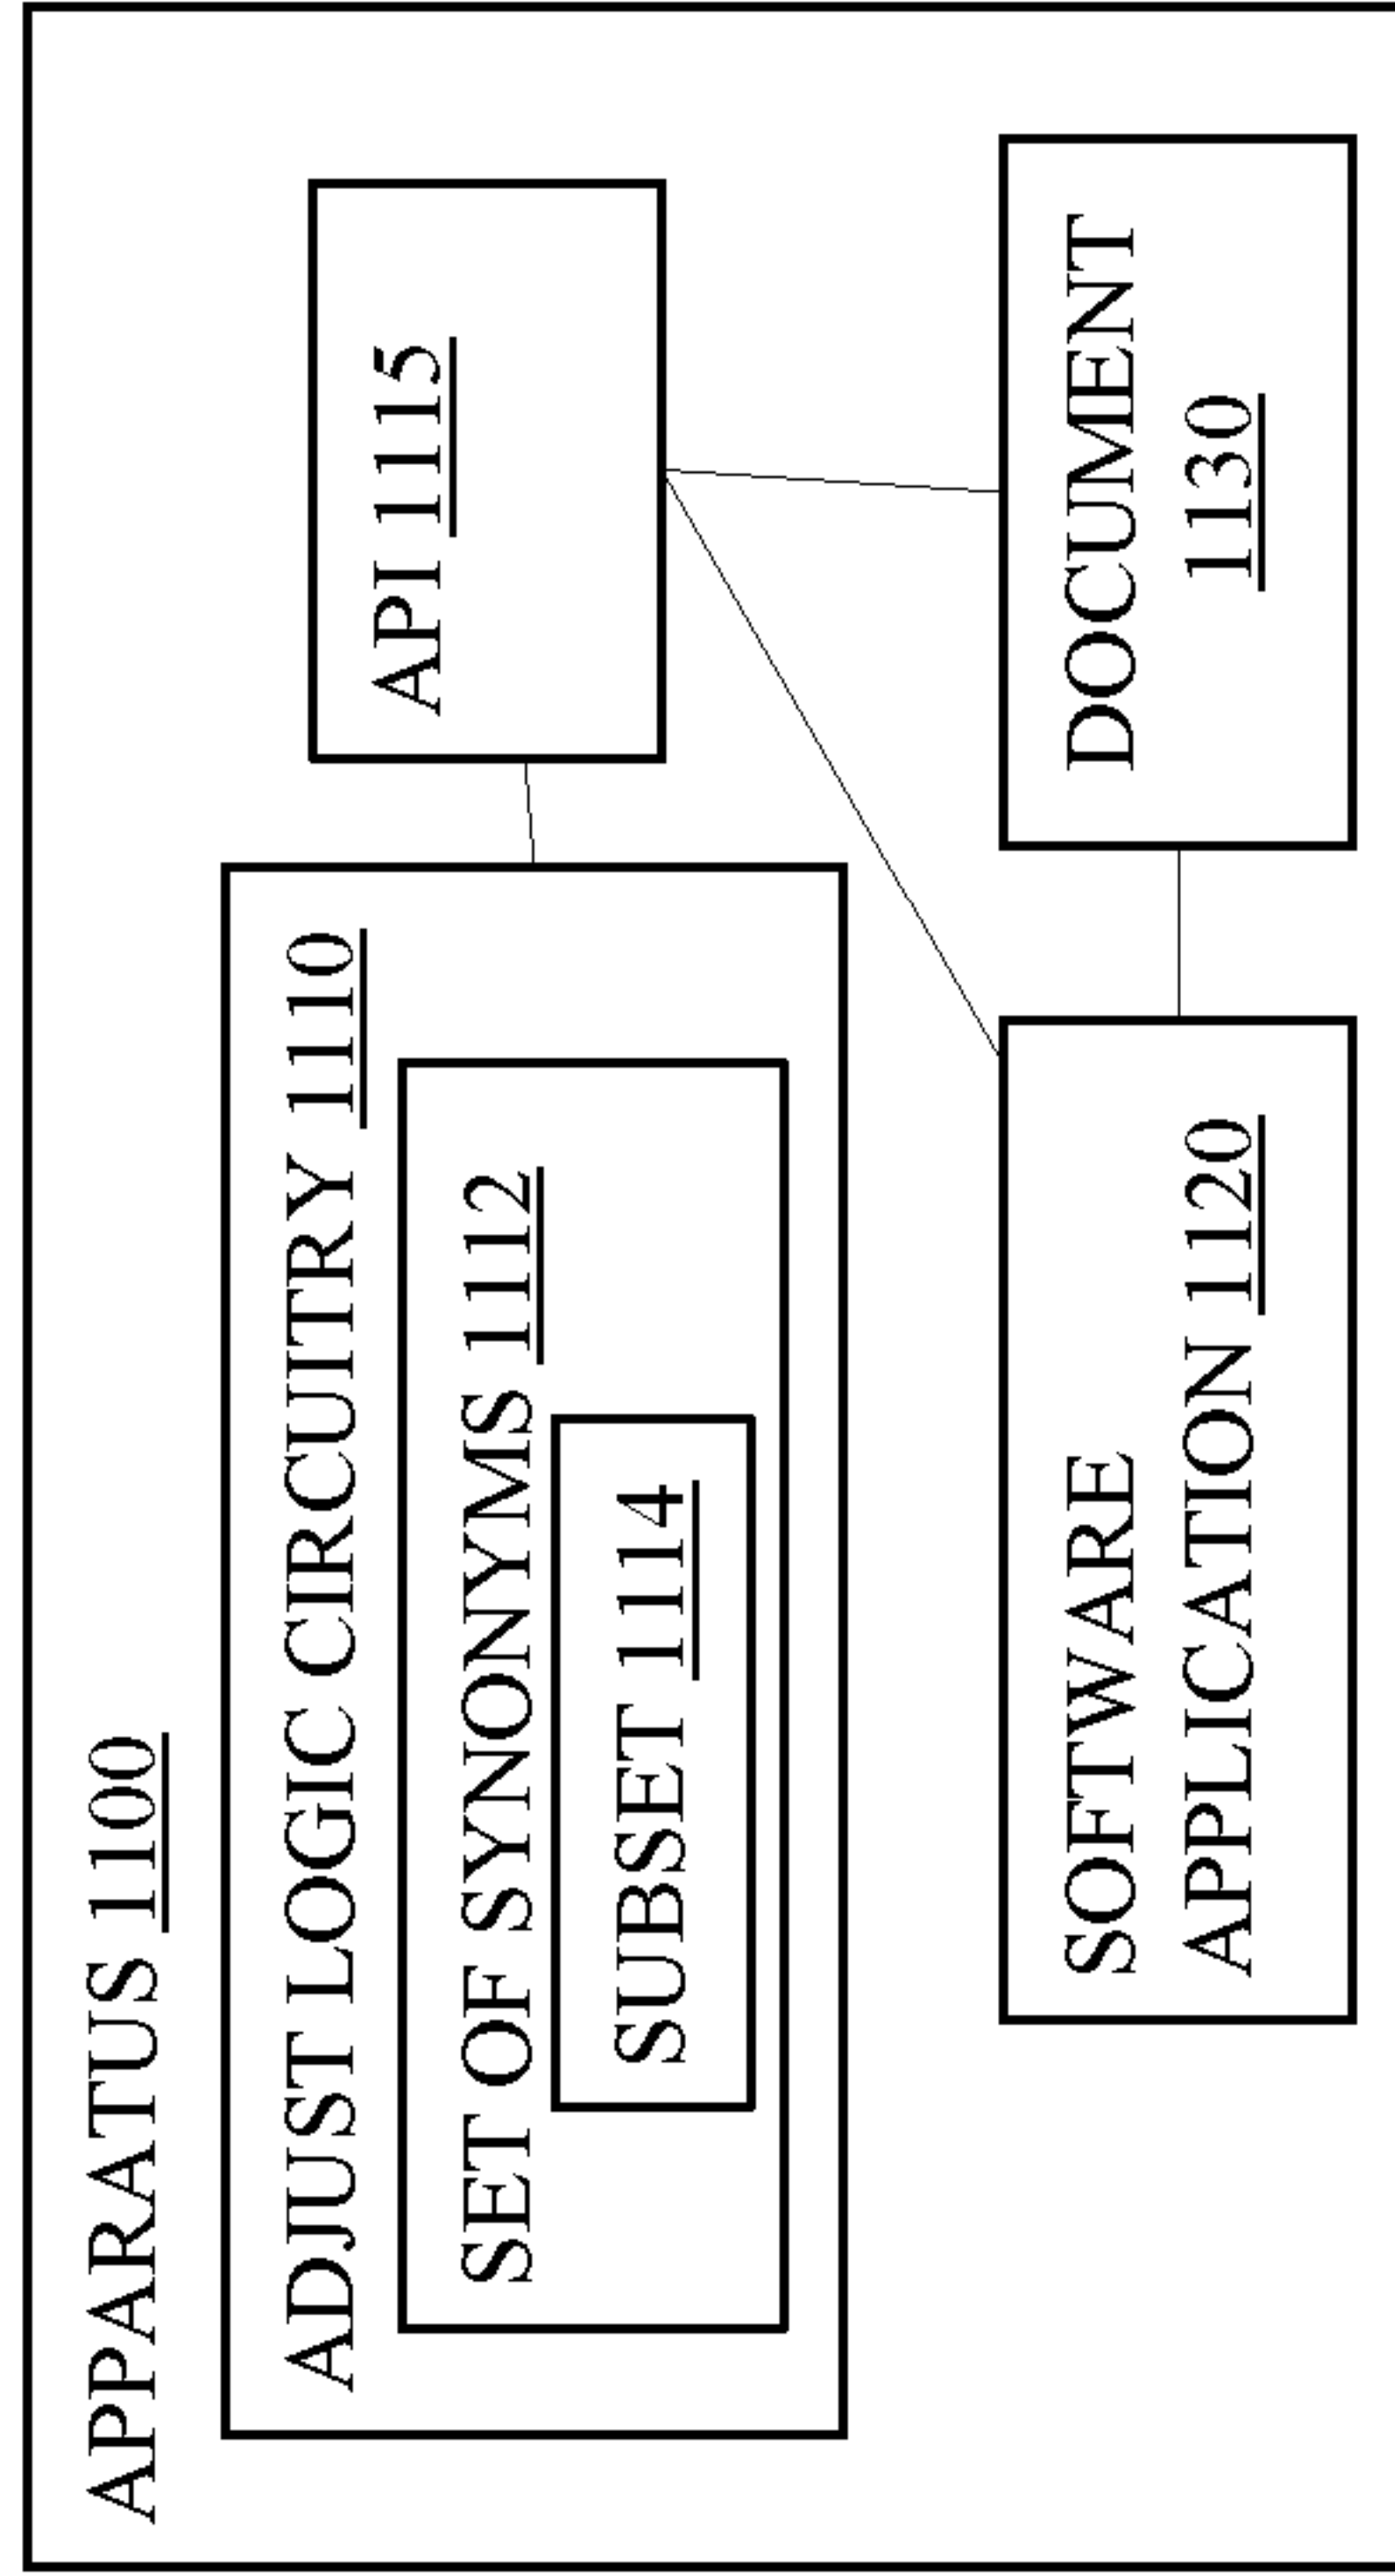 APPARATUS 1100
ADJUST LOGIC CIRCUITRY 1110
SET OF SYNONYMS 1112
SUBSET 1114
API 1115
SOFTWARE
APPLICATION 1120
DOCUMENT
1130